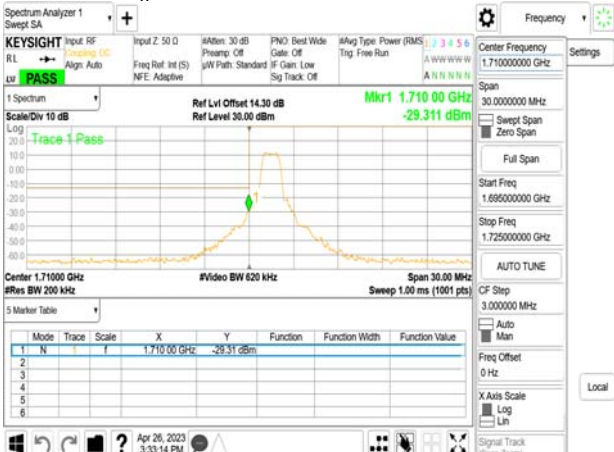 Spectrum Analyzer 1
Swept SA
+
Frequency
KEYSIGHT
RL
PASS
Input: RF
Coupling: DC
Align: Auto
Input Z: 50 Ω
Freq Ref: Int (S)
NFE: Adaptive
#Atten: 30 dB
Preamp: Off
µW Path: Standard
PNO: Best Wide
Gate: Off
IF Gain: Low
Sig Track: Off
#Avg Type: Power (RMS
Trig: Free Run
1 2 3 4 5 6
A W W W W W
A N N N N N
Center Frequency
1.710000000 GHz
Settings
Span
30.0000000 MHz
Swept Span
Zero Span
Full Span
Start Freq
1.695000000 GHz
Stop Freq
1.725000000 GHz
AUTO TUNE
CF Step
3.000000 MHz
Auto
Man
Freq Offset
0 Hz
X Axis Scale
Log
Lin
Signal Track
Local
1 Spectrum
Scale/Div 10 dB
Ref Lvl Offset 14.30 dB
Ref Level 30.00 dBm
Mkr1 1.710 00 GHz
-29.311 dBm
Log
Trace 1 Pass
20.0
10.0
0.00
-10.0
-20.0
-30.0
-40.0
-50.0
-60.0
1
Center 1.71000 GHz
#Video BW 620 kHz
Span 30.00 MHz
#Res BW 200 kHz
Sweep 1.00 ms (1001 pts)
5 Marker Table
Mode Trace Scale X Y Function Function Width Function Value
1 N 1 f 1.710 00 GHz -29.31 dBm
2
3
4
5
6
?
Apr 26, 2023
3:33:14 PM